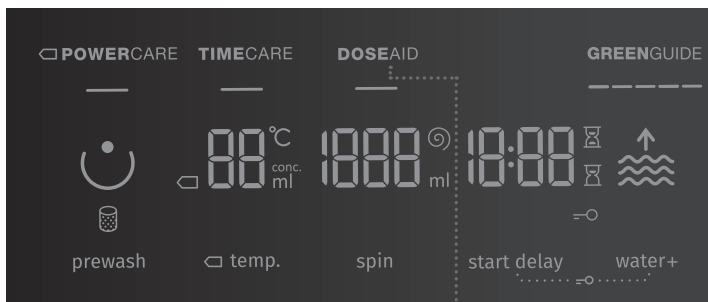 POWERCARE TIMECARE DOSEAID GREENGUIDE
88 °C 1888 18:88
conc.
ml ml
prewash temp. spin start delay water+